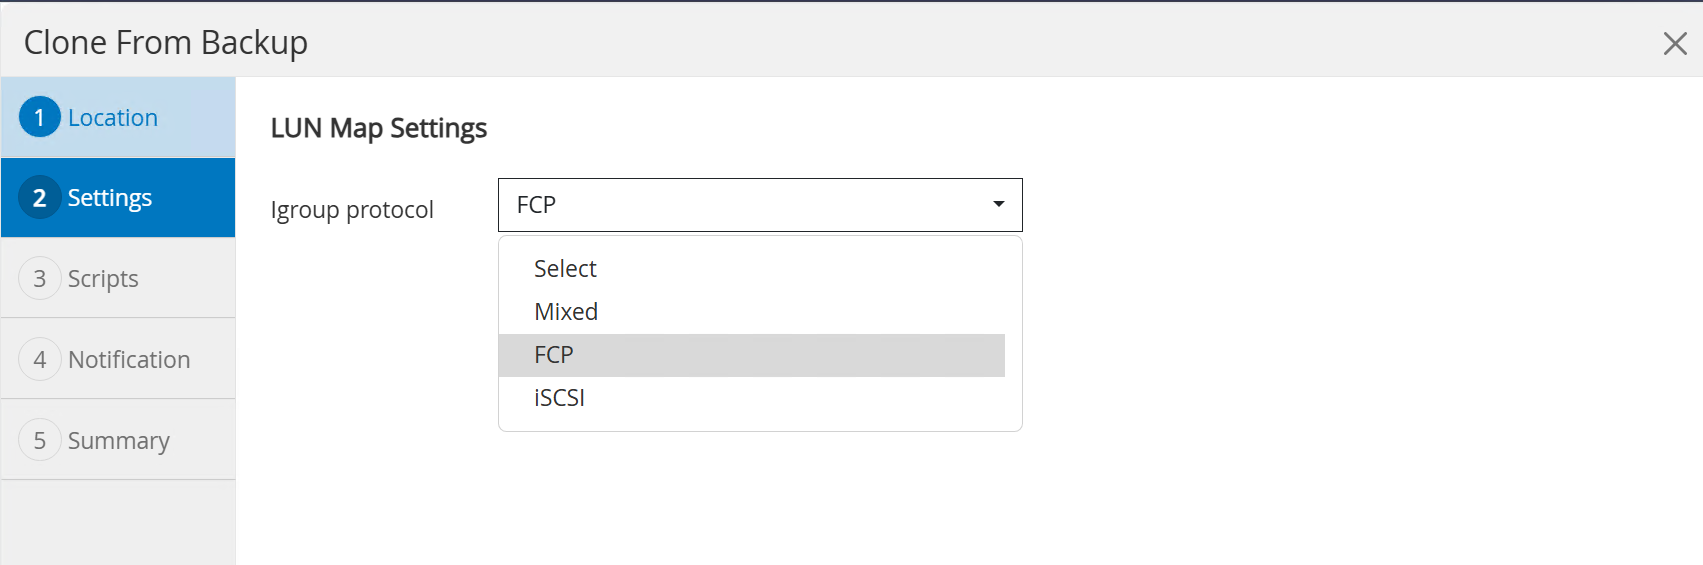 Clone From Backup
1 Location
2 Settings
3 Scripts
4 Notification
5 Summary
LUN Map Settings
Igroup protocol
FCP
Select
Mixed
FCP
iSCSI